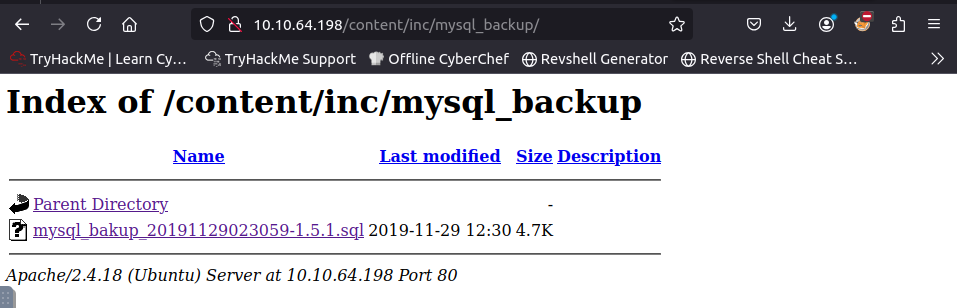 10.10.64.198/content/inc/mysql_backup/
TryHackMe | Learn Cy… TryHackMe Support Offline CyberChef Revshell Generator Reverse Shell Cheat S…
Index of /content/inc/mysql_backup
Name Last modified Size Description
Parent Directory -
mysql_bakup_20191129023059-1.5.1.sql 2019-11-29 12:30 4.7K
Apache/2.4.18 (Ubuntu) Server at 10.10.64.198 Port 80